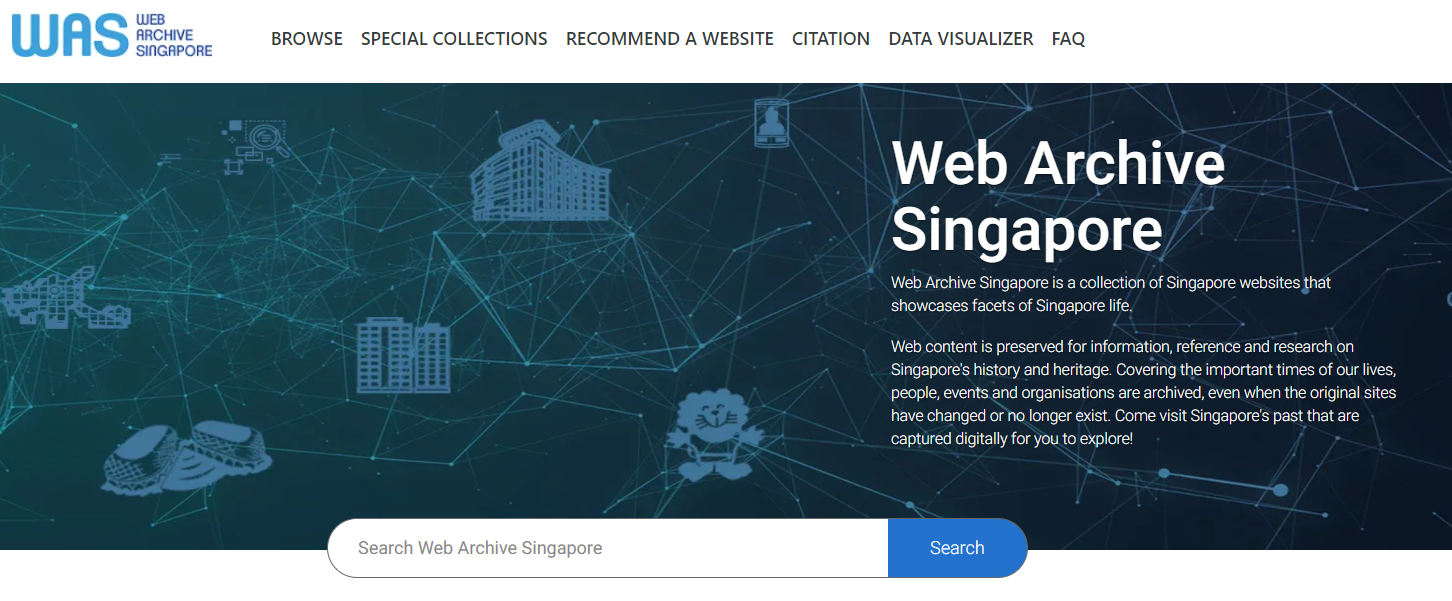 WAS WEB
ARCHIVE
SINGAPORE
BROWSE SPECIAL COLLECTIONS RECOMMEND A WEBSITE CITATION DATA VISUALIZER FAQ
Web Archive
Singapore
Web Archive Singapore is a collection of Singapore websites that
showcases facets of Singapore life.
Web content is preserved for information, reference and research on
Singapore's history and heritage. Covering the important times of our lives,
people, events and organisations are archived, even when the original sites
have changed or no longer exist. Come visit Singapore's past that are
captured digitally for you to explore!
Search Web Archive Singapore Search